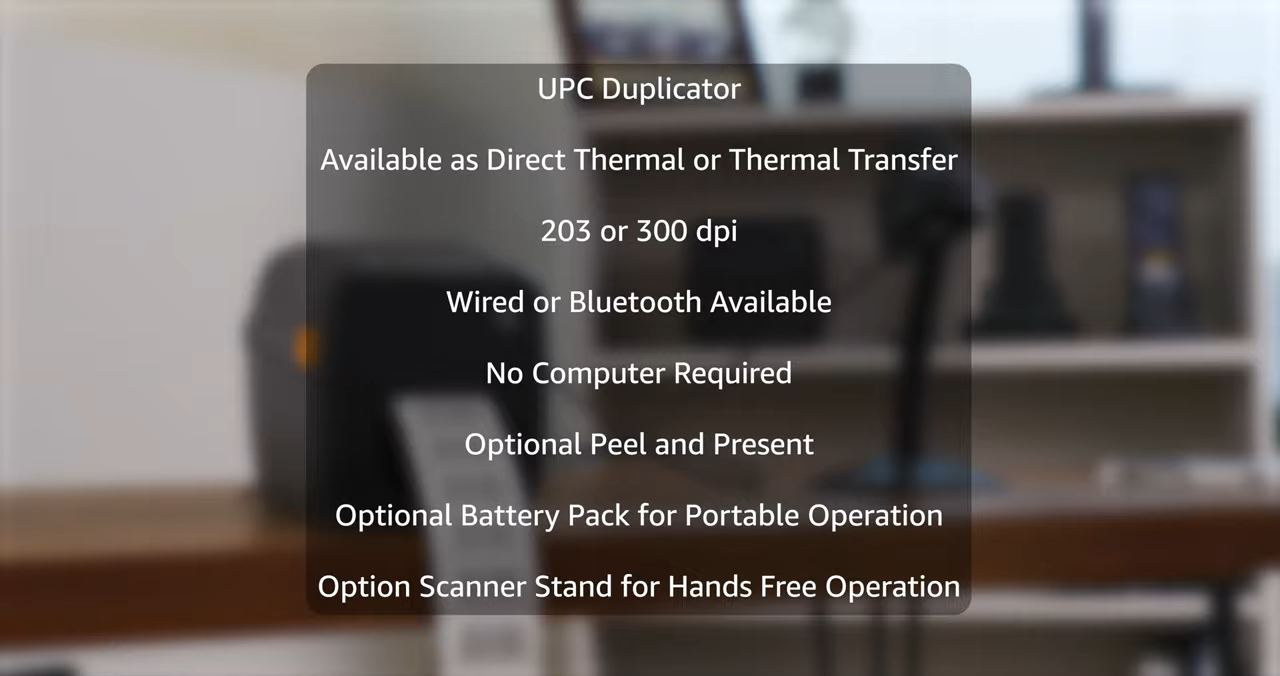 UPC Duplicator
Available as Direct Thermal or Thermal Transfer
203 or 300 dpi
Wired or Bluetooth Available
No Computer Required
Optional Peel and Present
Optional Battery Pack for Portable Operation
Option Scanner Stand for Hands Free Operation